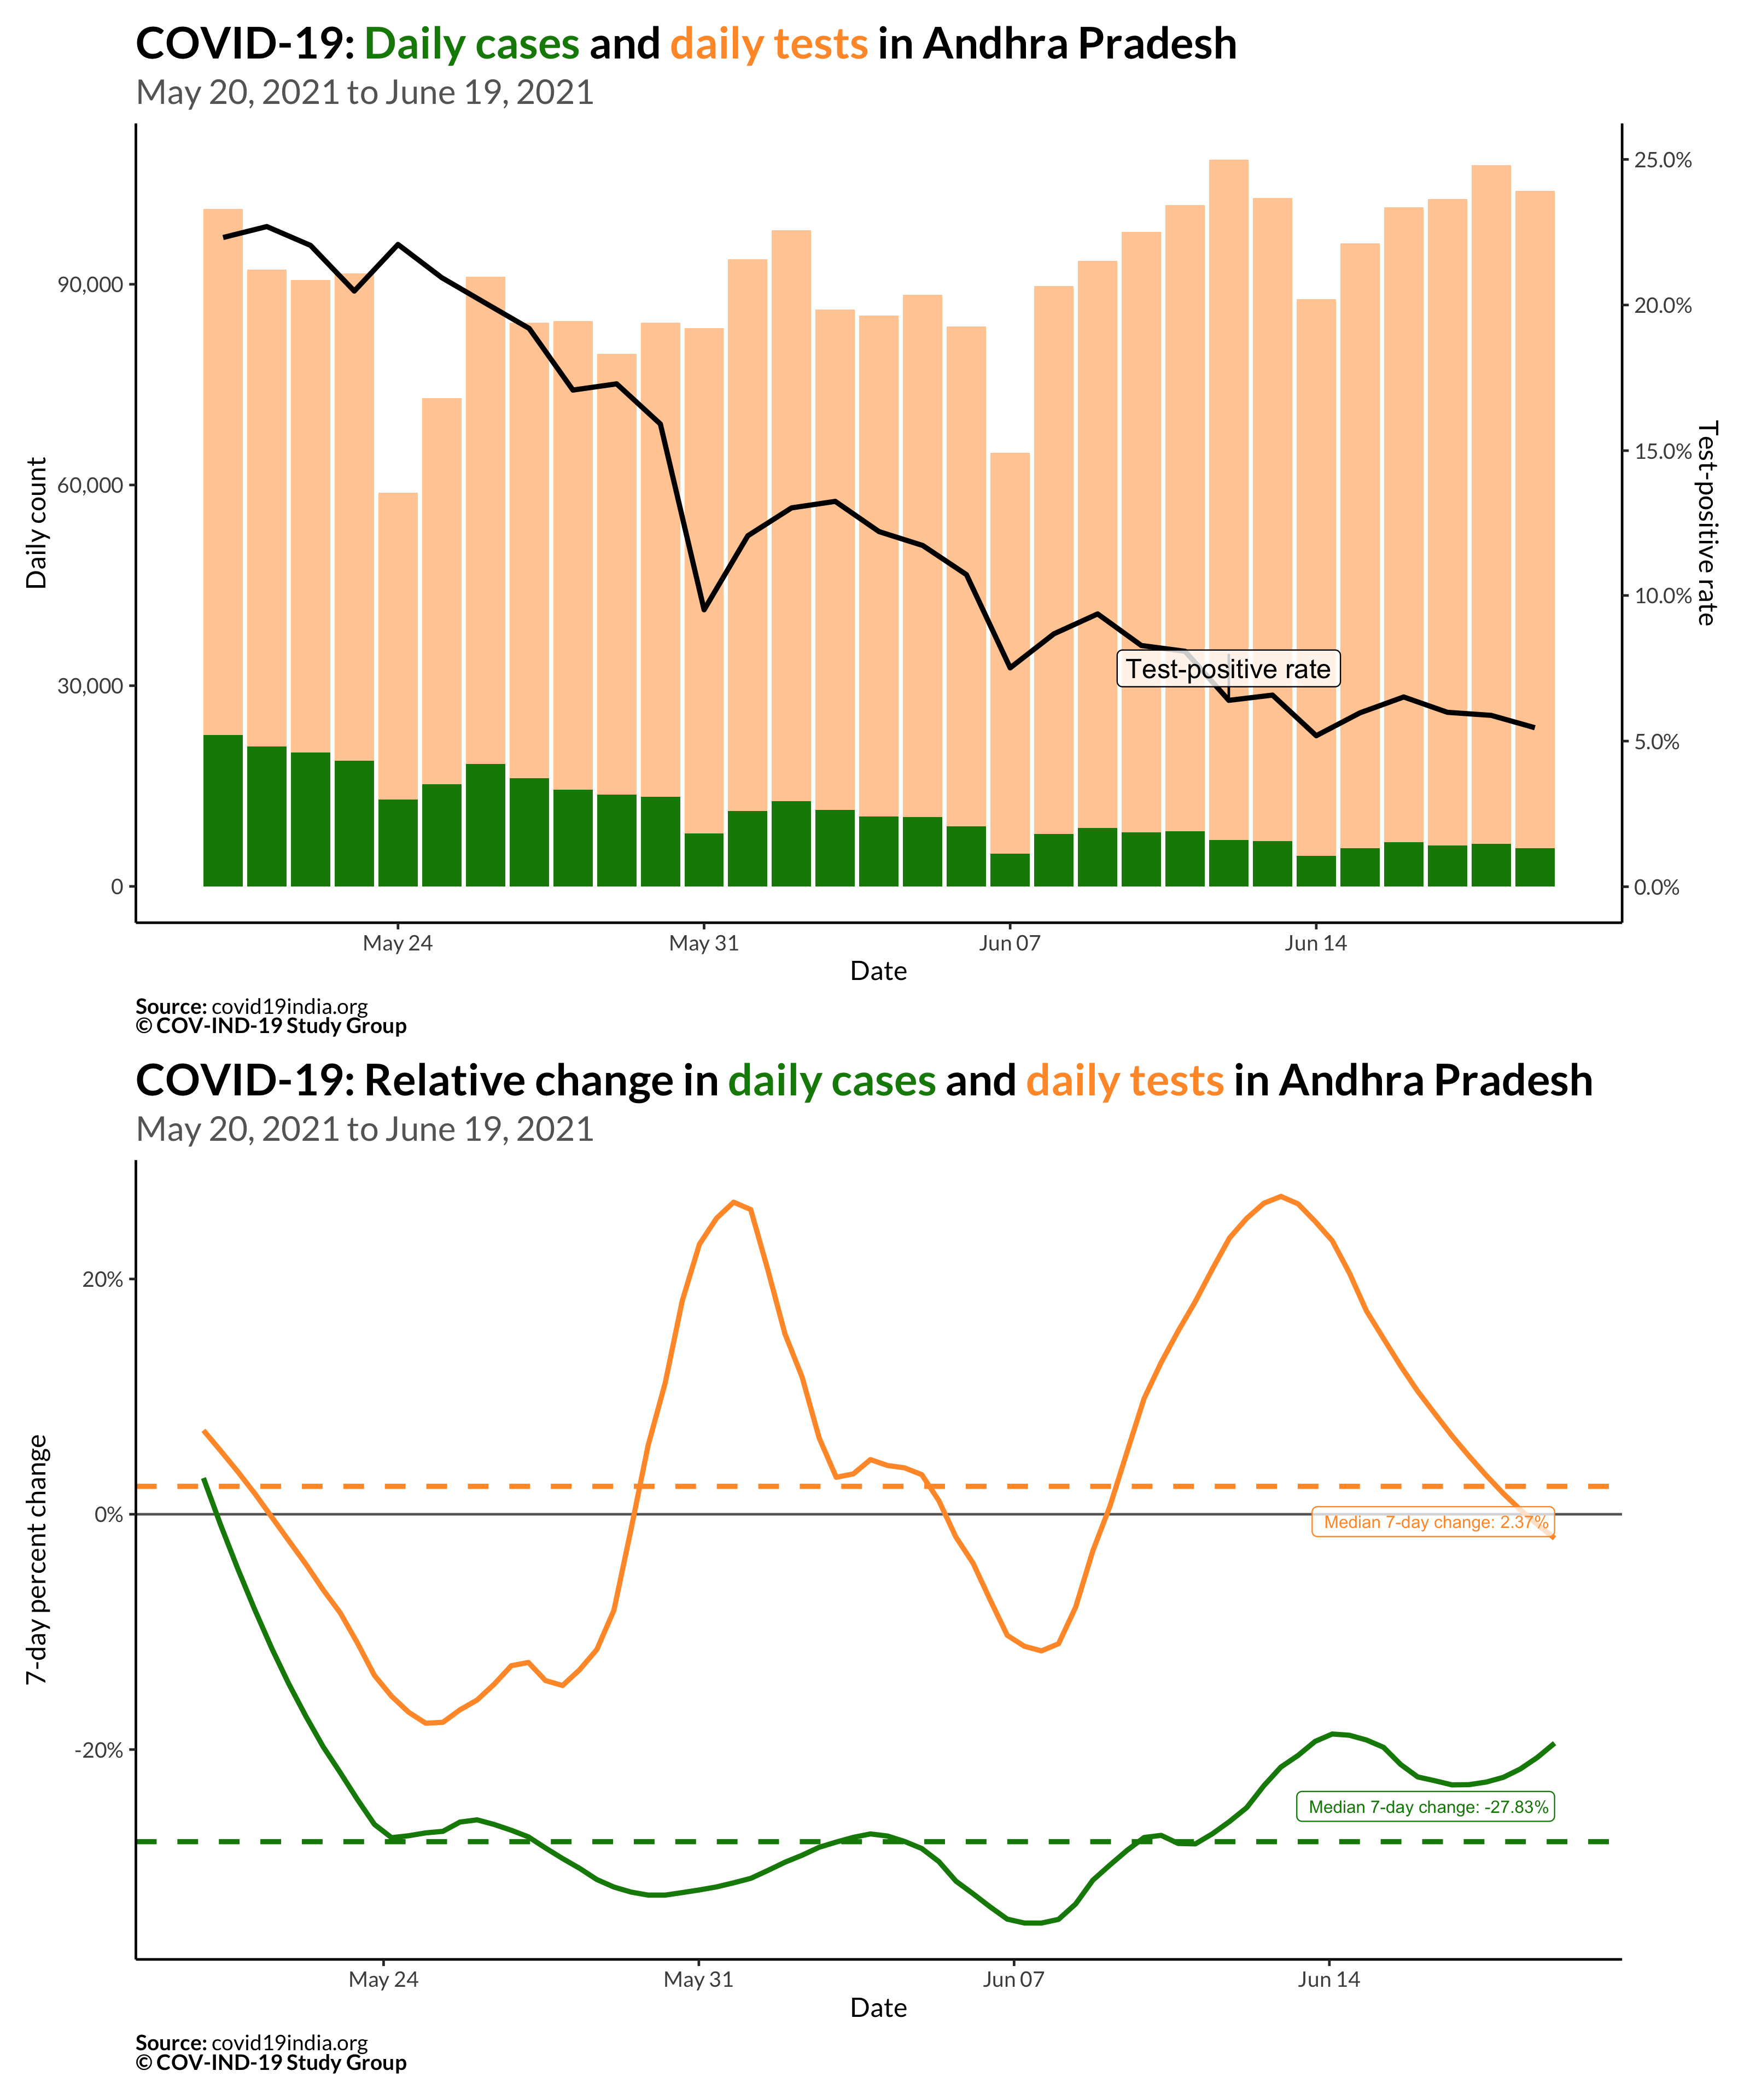 COVID-19: Daily cases and daily tests in Andhra Pradesh
May 20, 2021 to June 19, 2021
Daily count
90,000
60,000
30,000
0
25.0%
20.0%
15.0%
10.0%
5.0%
0.0%
Test-positive rate
Test-positive rate
May 24
May 31
Jun 07
Jun 14
Date
Source: covid19india.org
© COV-IND-19 Study Group
COVID-19: Relative change in daily cases and daily tests in Andhra Pradesh
May 20, 2021 to June 19, 2021
7-day percent change
20%
0%
-20%
Median 7-day change: 2.37%
Median 7-day change: -27.83%
May 24
May 31
Jun 07
Jun 14
Date
Source: covid19india.org
© COV-IND-19 Study Group